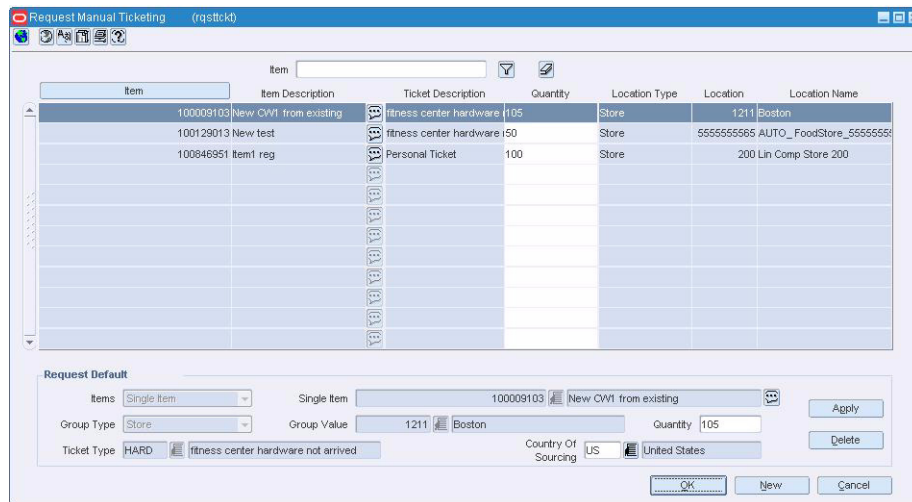 Request Manual Ticketing (rqsttckt)
Item
Item Item Description Ticket Description Quantity Location Type Location Location Name
100009103 New CW1 from existing fitness center hardware 105 Store 1211 Boston
100129013 New test fitness center hardware 50 Store 5555555565 AUTO_FoodStore_55555555
100846951 Item1 reg Personal Ticket 100 Store 200 Lin Comp Store 200
Request Default
Items Single Item Single Item 100009103 New CW1 from existing
Apply
Group Type Store Group Value 1211 Boston Quantity 105
Delete
Ticket Type HARD fitness center hardware not arrived Country Of Sourcing US United States
OK New Cancel